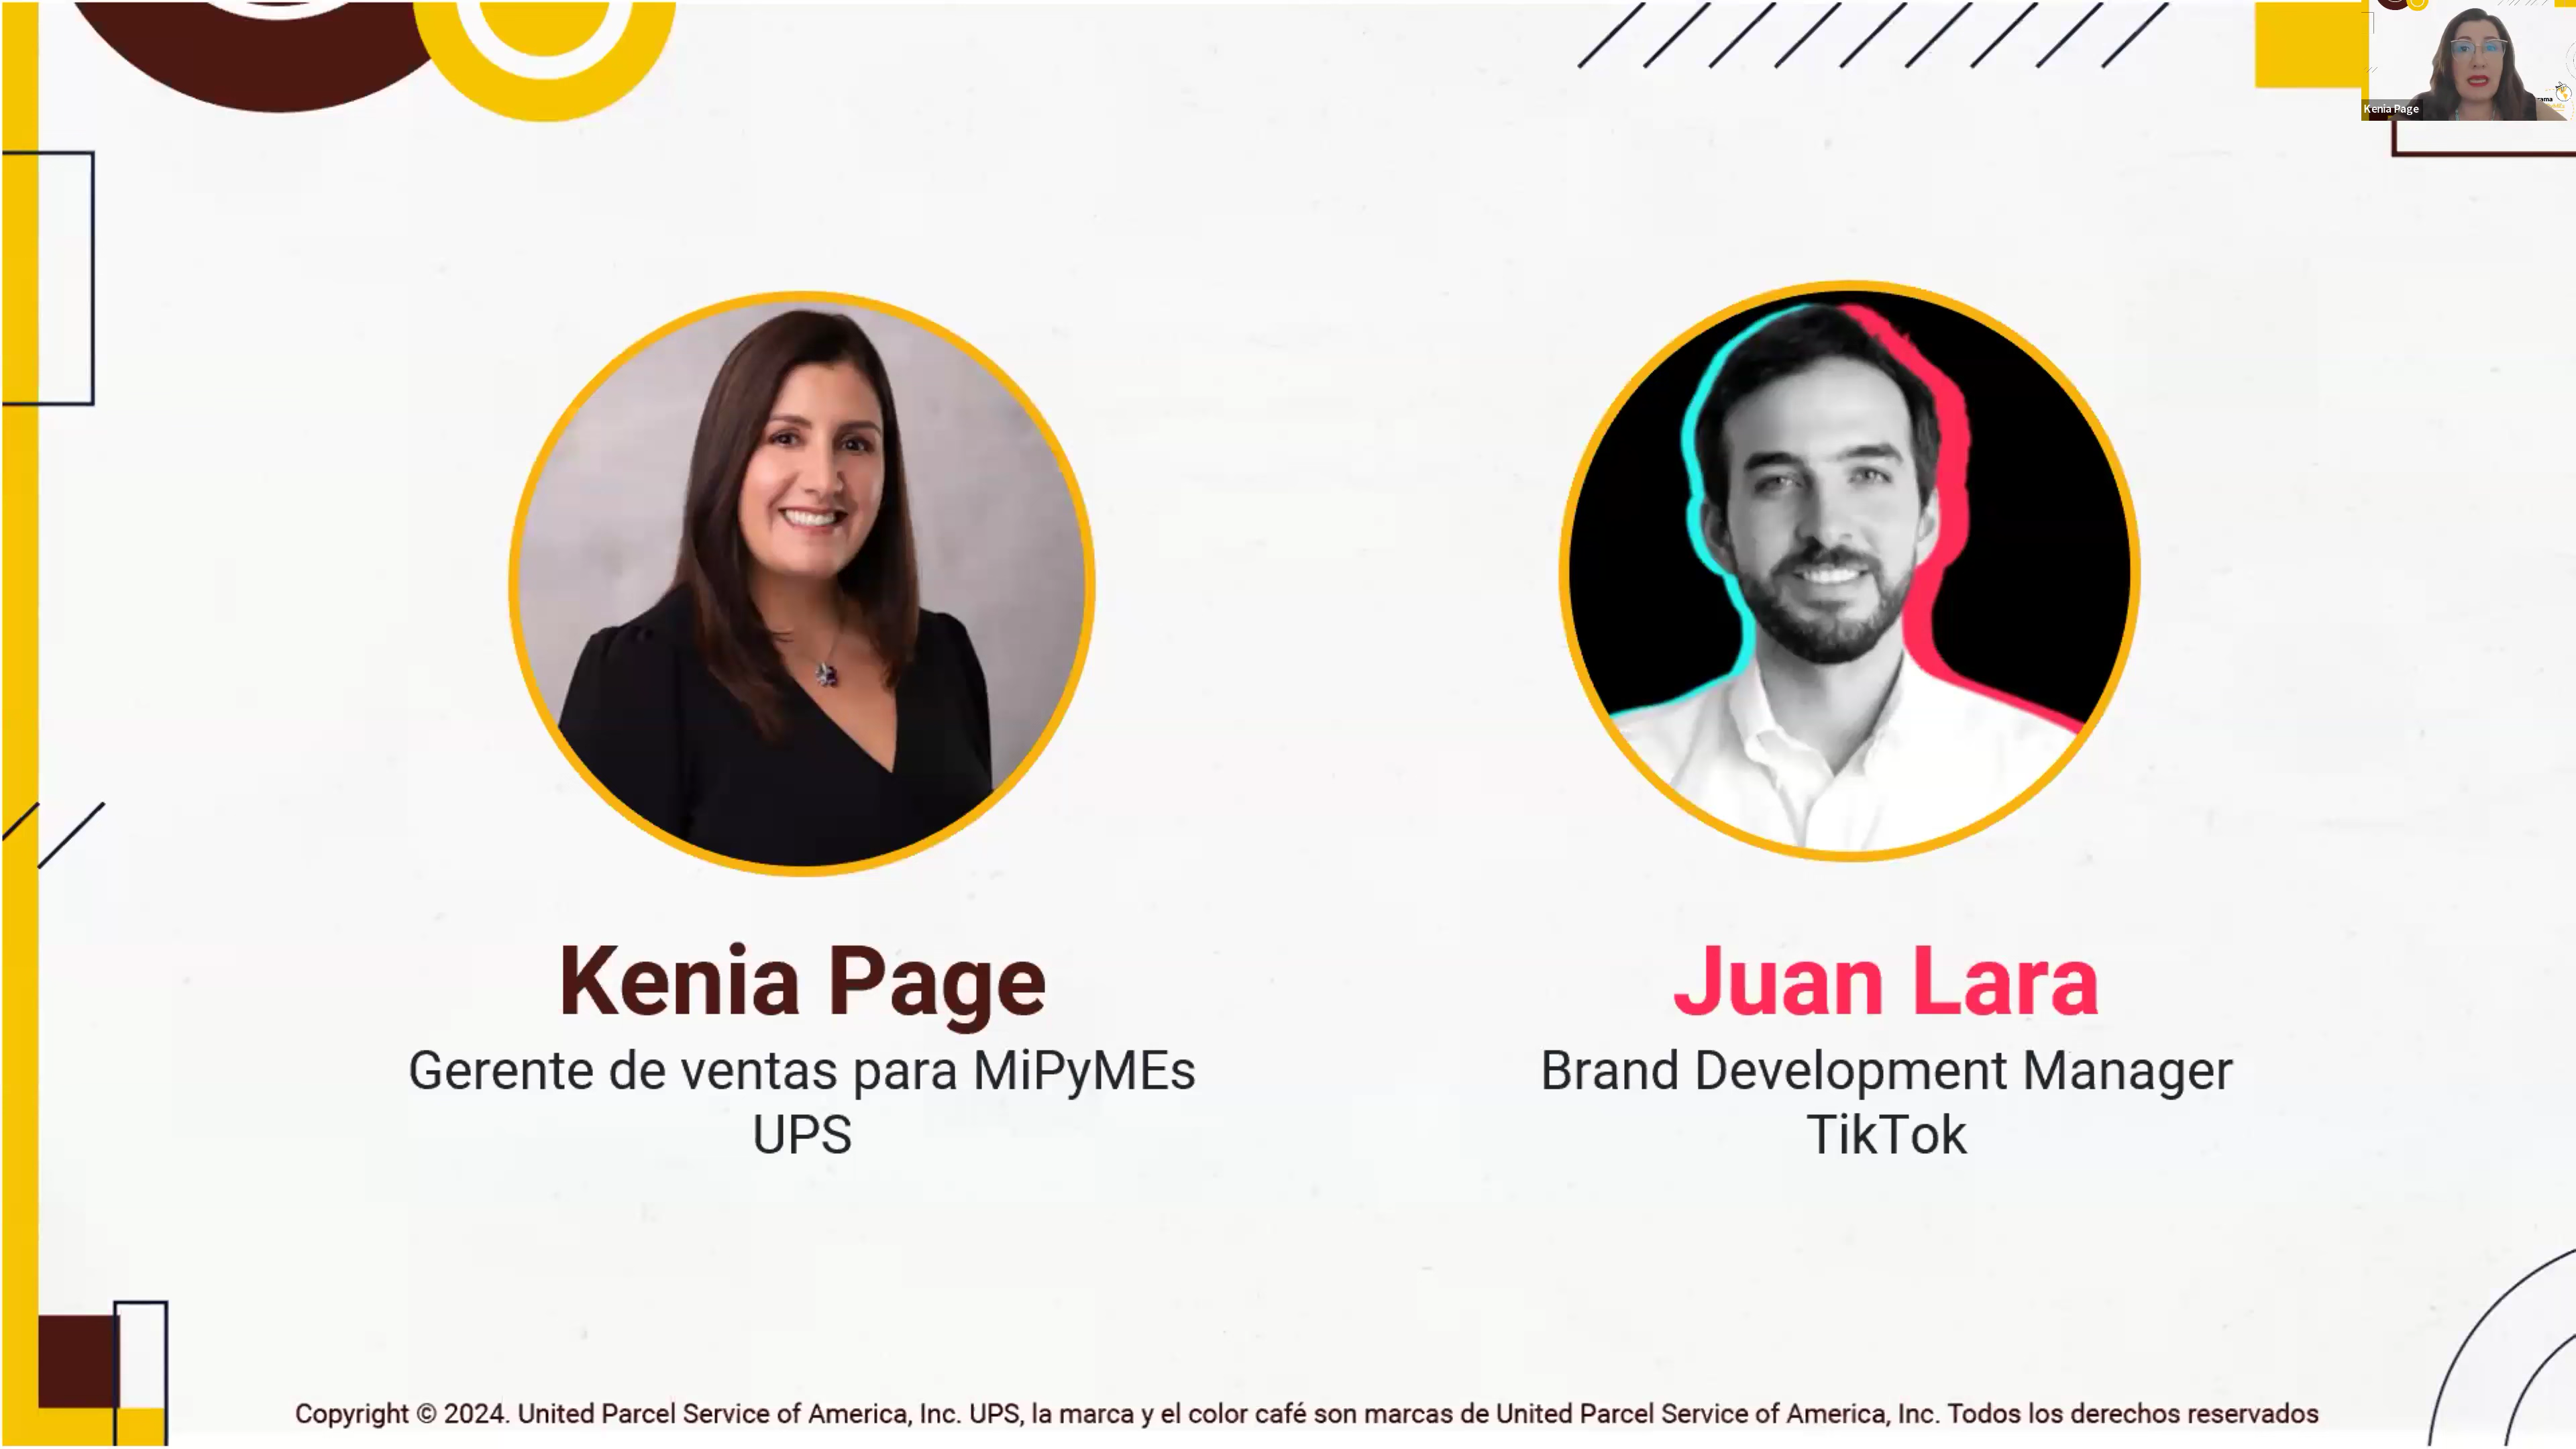 Kenia Page
Kenia Page
Gerente de ventas para MiPyMEs
UPS
Juan Lara
Brand Development Manager
TikTok
Copyright © 2024. United Parcel Service of America, Inc. UPS, la marca y el color café son marcas de United Parcel Service of America, Inc. Todos los derechos reservados